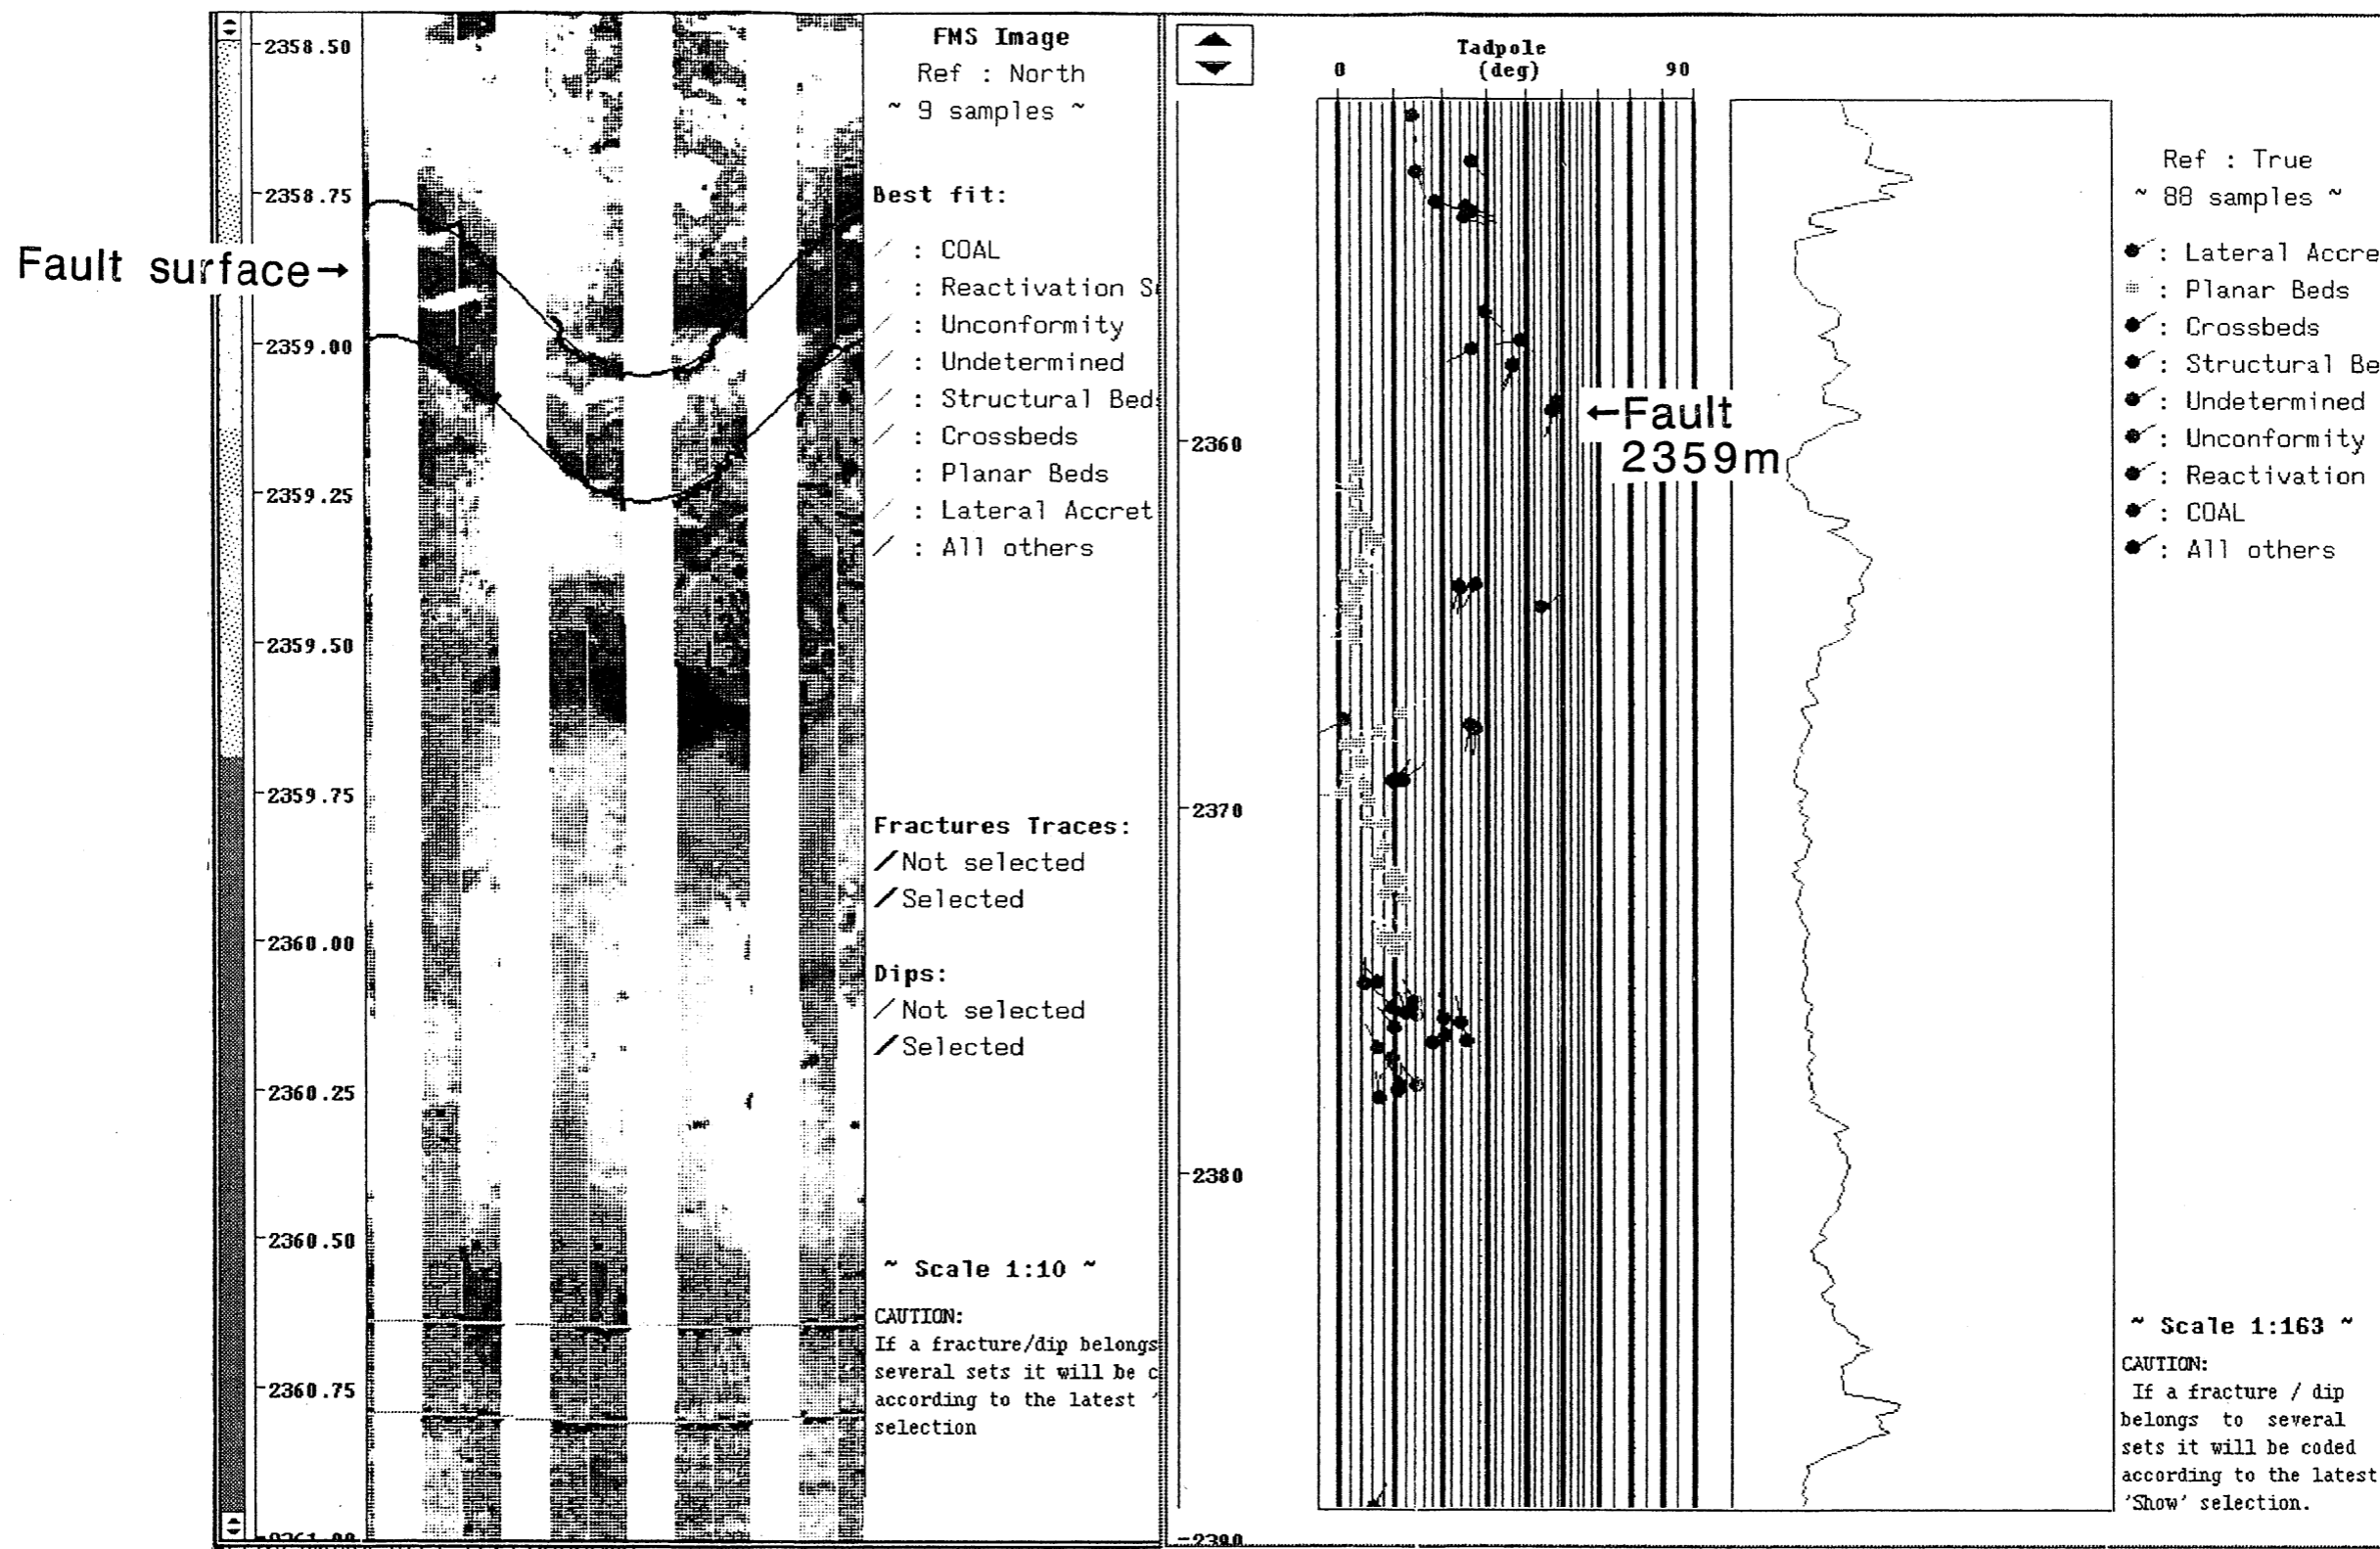 2358.50
2358.75
Fault surface→
2359.00
2359.25
2359.50
2359.75
2360.00
2360.25
2360.50
2360.75
2361.00
FMS Image
Ref : North
~ 9 samples ~
Best fit:
: COAL
: Reactivation S
: Unconformity
: Undetermined
: Structural Bed
: Crossbeds
: Planar Beds
: Lateral Accret
: All others
Fractures Traces:
Not selected
Selected
Dips:
Not selected
Selected
~ Scale 1:10 ~
CAUTION:
If a fracture/dip belongs
several sets it will be c
according to the latest '
selection
Tadpole
(deg)
0 90
2360
2370
2380
2390
←Fault
2359m
Ref : True
~ 88 samples ~
: Lateral Accre
: Planar Beds
: Crossbeds
: Structural Be
: Undetermined
: Unconformity
: Reactivation
: COAL
: All others
~ Scale 1:163 ~
CAUTION:
If a fracture / dip
belongs to several
sets it will be coded
according to the latest
'Show' selection.